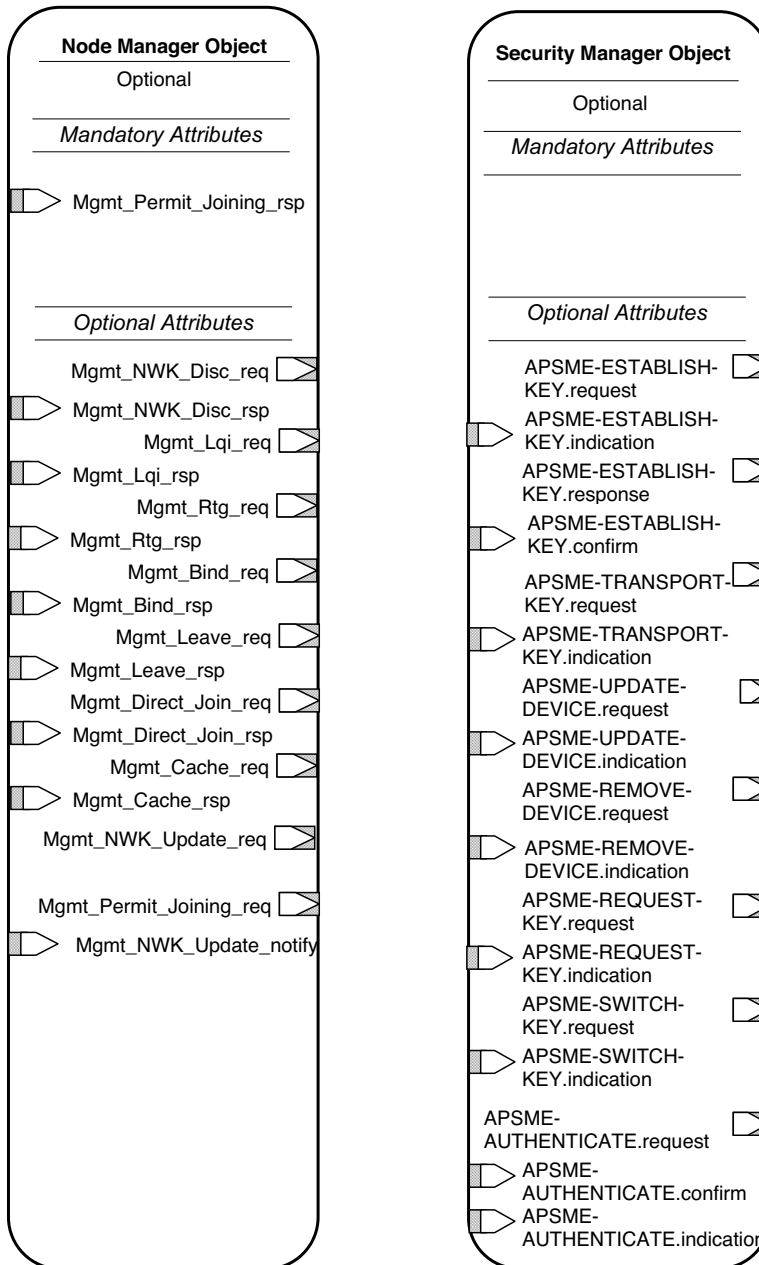 Node Manager Object
Optional
Mandatory Attributes
Mgmt_Permit_Joining_rsp
Optional Attributes
Mgmt_NWK_Disc_req
Mgmt_NWK_Disc_rsp
Mgmt_Lqi_req
Mgmt_Lqi_rsp
Mgmt_Rtg_req
Mgmt_Rtg_rsp
Mgmt_Bind_req
Mgmt_Bind_rsp
Mgmt_Leave_req
Mgmt_Leave_rsp
Mgmt_Direct_Join_req
Mgmt_Direct_Join_rsp
Mgmt_Cache_req
Mgmt_Cache_rsp
Mgmt_NWK_Update_req
Mgmt_Permit_Joining_req
Mgmt_NWK_Update_notify
Security Manager Object
Optional
Mandatory Attributes
Optional Attributes
APSME-ESTABLISH-
KEY.request
APSME-ESTABLISH-
KEY.indication
APSME-ESTABLISH-
KEY.response
APSME-ESTABLISH-
KEY.confirm
APSME-TRANSPORT-
KEY.request
APSME-TRANSPORT-
KEY.indication
APSME-UPDATE-
DEVICE.request
APSME-UPDATE-
DEVICE.indication
APSME-REMOVE-
DEVICE.request
APSME-REMOVE-
DEVICE.indication
APSME-REQUEST-
KEY.request
APSME-REQUEST-
KEY.indication
APSME-SWITCH-
KEY.request
APSME-SWITCH-
KEY.indication
APSME-
AUTHENTICATE.request
APSME-
AUTHENTICATE.confirm
APSME-
AUTHENTICATE.indication